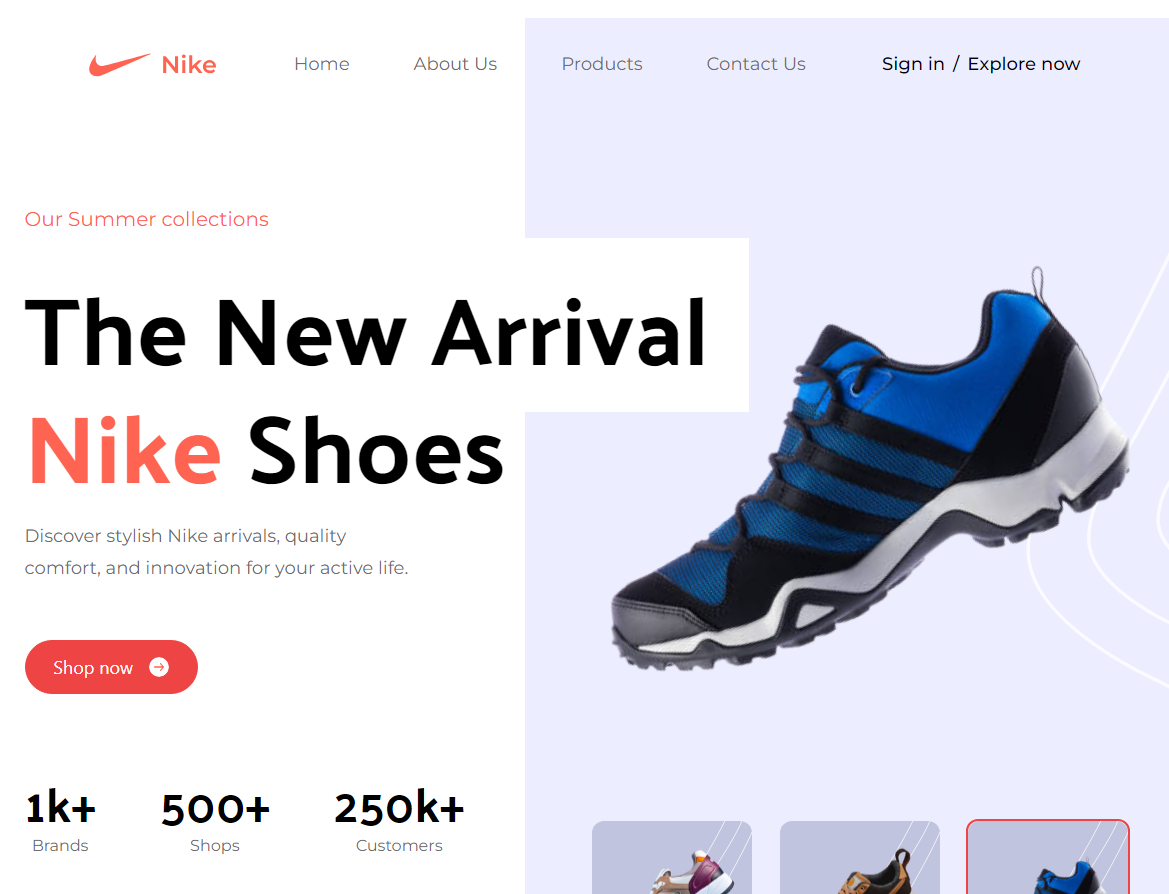 Nike Home About Us Products Contact Us Sign in / Explore now
Our Summer collections
The New Arrival
Nike Shoes
Discover stylish Nike arrivals, quality
comfort, and innovation for your active life.
Shop now
1k+ 500+ 250k+
Brands Shops Customers